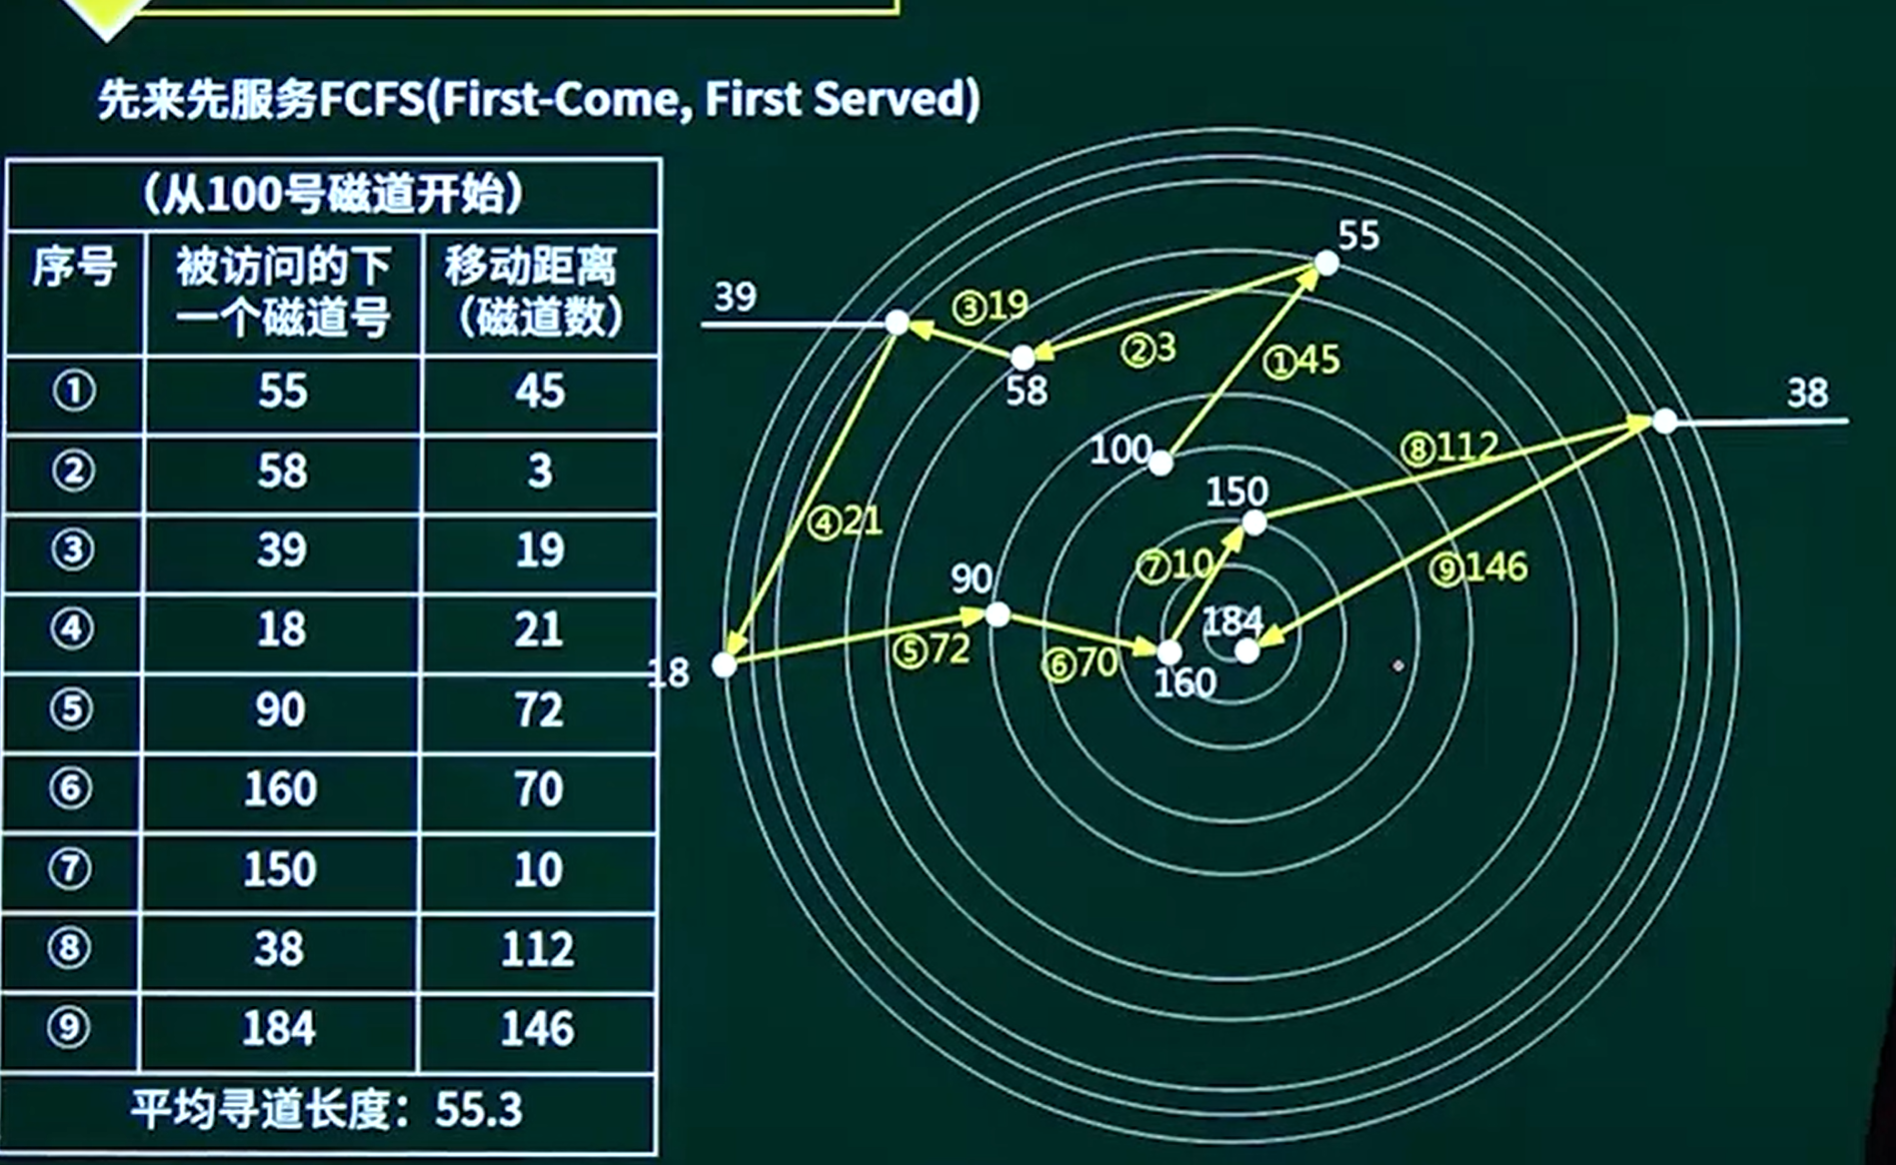 先来先服务FCFS(First-Come, First Served)
（从100号磁道开始）
序号 被访问的下一个磁道号 移动距离（磁道数）
① 55 45
② 58 3
③ 39 19
④ 18 21
⑤ 90 72
⑥ 160 70
⑦ 150 10
⑧ 38 112
⑨ 184 146
平均寻道长度：55.3
55
39
③19
②3
①45
58
38
100
⑧112
150
④21
⑦10
⑨146
90
184
⑤72
⑥70
18
160